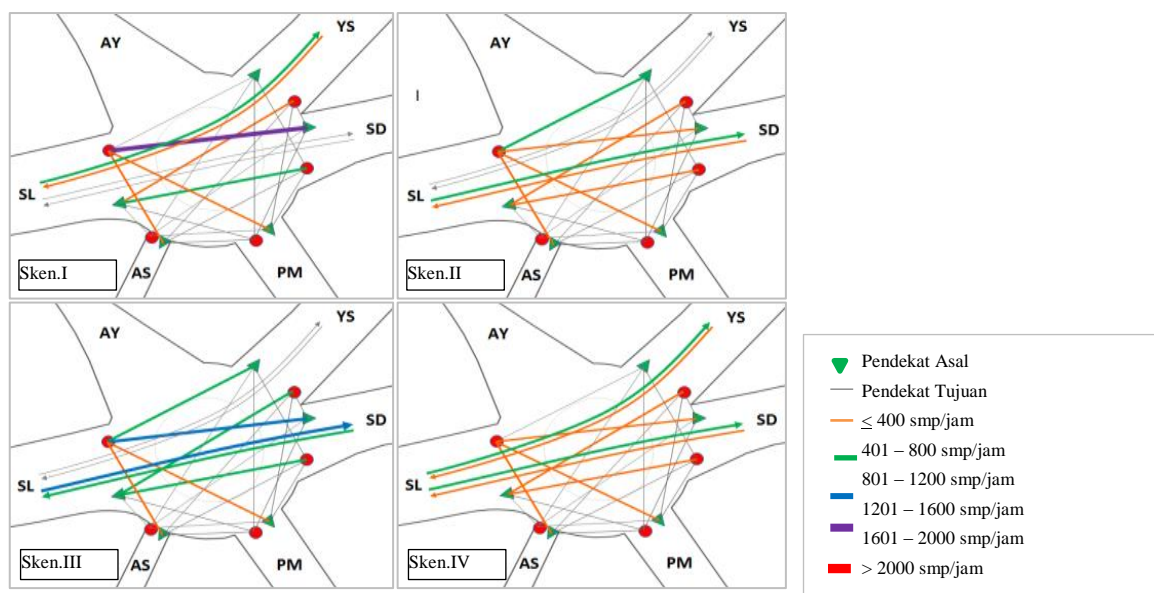 AY
YS
SD
SL
AS
PM
Sken.I
AY
YS
I
SD
SL
AS
PM
Sken.II
AY
YS
SD
SL
AS
PM
Sken.III
AY
YS
SD
SL
AS
PM
Sken.IV
Pendekat Asal
Pendekat Tujuan
≤ 400 smp/jam
401 – 800 smp/jam
801 – 1200 smp/jam
1201 – 1600 smp/jam
1601 – 2000 smp/jam
> 2000 smp/jam